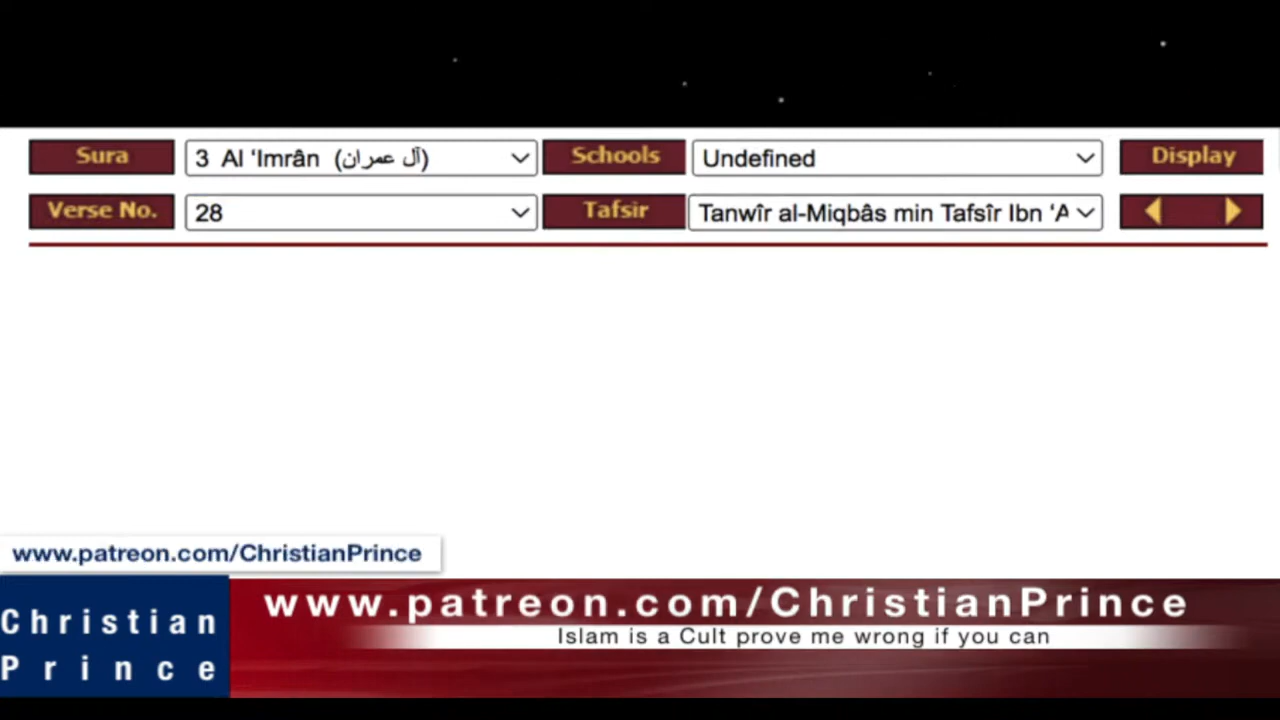 Sura 3 Al ‘Imrân (آل عمران) Schools Undefined Display
Verse No. 28 Tafsir Tanwîr al-Miqbâs min Tafsîr Ibn ‘A
www.patreon.com/ChristianPrince
www.patreon.com/ChristianPrince
Islam is a Cult prove me wrong if you can
Christian
Prince